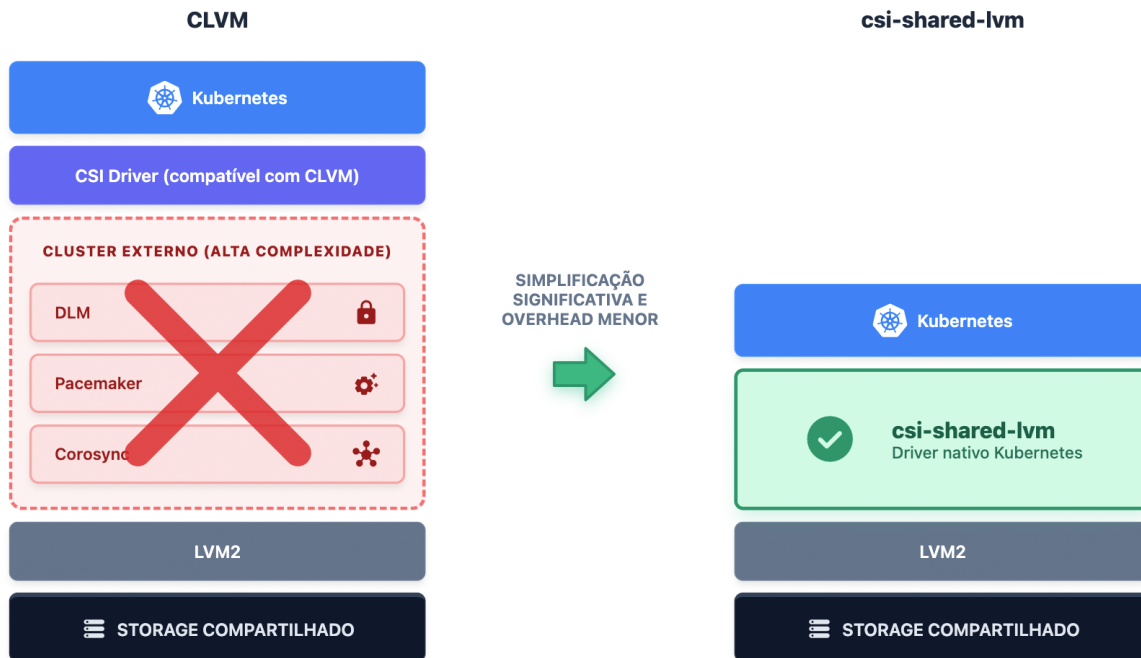 CLVM
Kubernetes
CSI Driver (compatível com CLVM)
CLUSTER EXTERNO (ALTA COMPLEXIDADE)
DLM
Pacemaker
Corosync
LVM2
STORAGE COMPARTILHADO
SIMPLIFICAÇÃO
SIGNIFICATIVA E
OVERHEAD MENOR
csi-shared-lvm
Kubernetes
csi-shared-lvm
Driver nativo Kubernetes
LVM2
STORAGE COMPARTILHADO